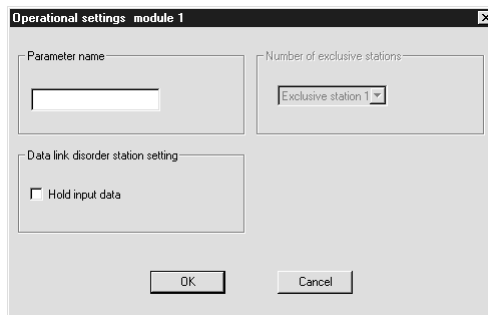 Operational settings module 1
Parameter name
Number of exclusive stations
Exclusive station 1
Data link disorder station setting
Hold input data
OK
Cancel